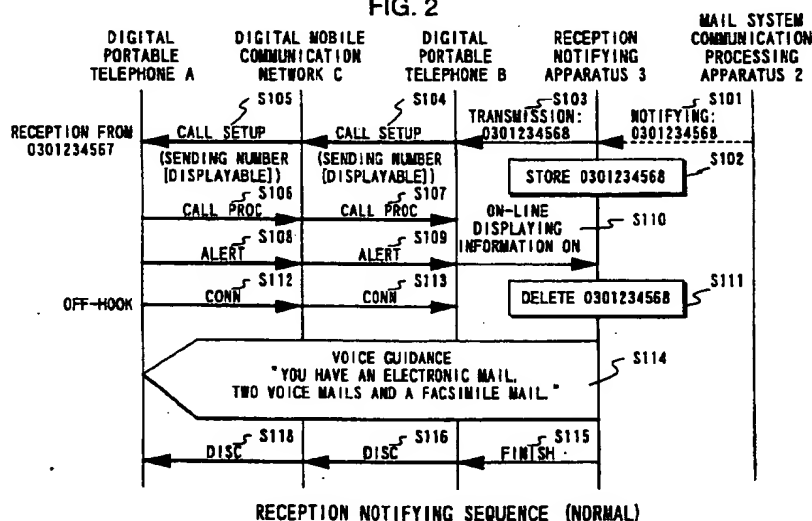 FIG. 2
DIGITAL
PORTABLE
TELEPHONE A
DIGITAL MOBILE
COMMUNICATION
NETWORK C
DIGITAL
PORTABLE
TELEPHONE B
RECEPTION
NOTIFYING
APPARATUS 3
MAIL SYSTEM
COMMUNICATION
PROCESSING
APPARATUS 2
S105
S104
S103
S101
RECEPTION FROM
0301234567
CALL SETUP
CALL SETUP
TRANSMISSION:
0301234568
NOTIFYING:
0301234568
(SENDING NUMBER
[DISPLAYABLE])
(SENDING NUMBER
[DISPLAYABLE])
STORE 0301234568
S102
S106
CALL PROC
S107
CALL PROC
ON-LINE
DISPLAYING
INFORMATION ON
S110
S108
ALERT
S109
ALERT
OFF-HOOK
S112
CONN
S113
CONN
DELETE 0301234568
S111
VOICE GUIDANCE
"YOU HAVE AN ELECTRONIC MAIL.
TWO VOICE MAILS AND A FACSIMILE MAIL."
S114
S118
DISC
S116
DISC
S115
FINISH
RECEPTION NOTIFYING SEQUENCE (NORMAL)